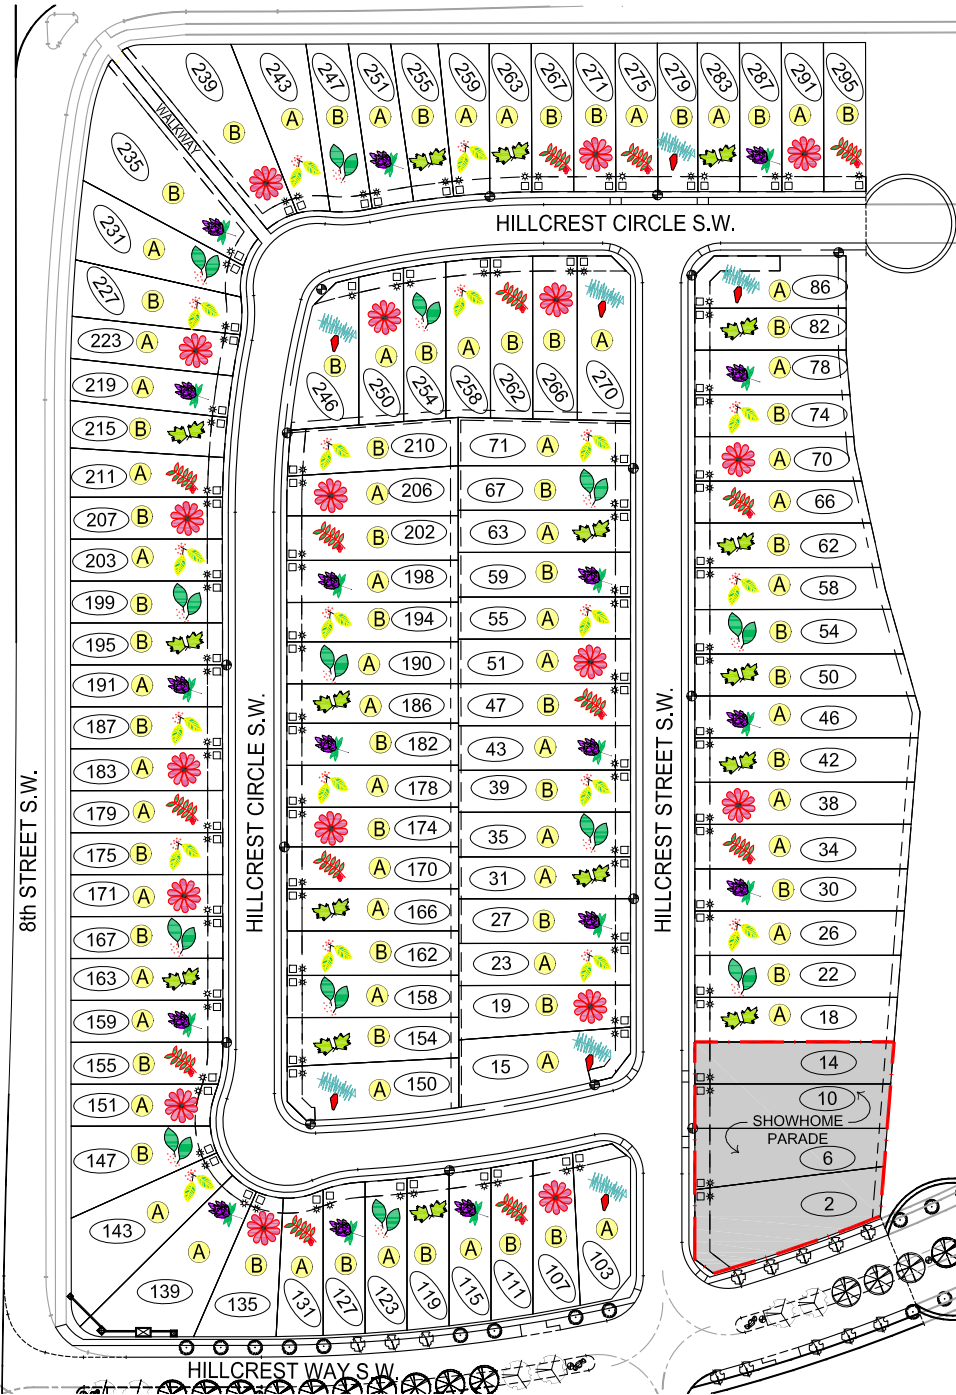 239 243 247 251 255 259 263 267 271 275 279 283 287 291 295
B A B A B A A B B A A A B A B
WALKWAY
235 B
231 A
227 B
223 A
219 A
215 B
211 A
207 B
203 A
199 B
195 B
191 A
187 B
183 A
179 A
175 B
171 A
167 B
163 A
159 A
155 B
151 A
147 B
143 A
139 A
135 B
8th STREET S.W.
HILLCREST CIRCLE S.W.
B A B A B B A
246 250 254 258 262 266 270
B 210
A 206
B 202
A 198
B 194
A 190
A 186
B 182
A 178
B 174
A 170
A 166
B 162
A 158
B 154
A 150
HILLCREST CIRCLE S.W.
71 A
67 B
63 A
59 B
55 A
51 A
47 B
43 A
39 B
35 A
31 A
27 B
23 A
19 B
15 A
HILLCREST STREET S.W.
A 86
B 82
A 78
B 74
A 70
A 66
B 62
A 58
B 54
B 50
A 46
B 42
A 38
A 34
B 30
A 26
B 22
A 18
14
10
SHOWHOME
PARADE
6
2
A B A B A B A B A
131 127 123 119 115 111 107 103
HILLCREST WAY S.W.